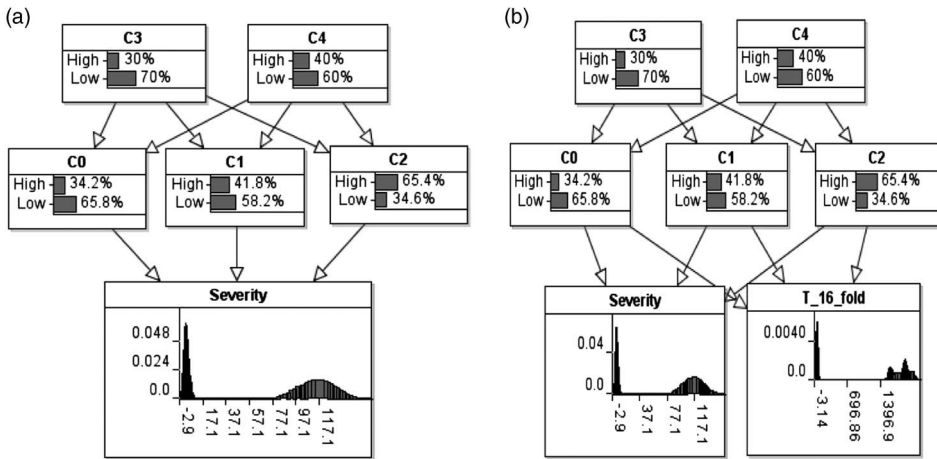 (a)
C3
High 30%
Low 70%
C4
High 40%
Low 60%
C0
High 34.2%
Low 65.8%
C1
High 41.8%
Low 58.2%
C2
High 65.4%
Low 34.6%
Severity
0.048
0.024
0.0
-2.9
17.1
37.1
57.1
77.1
97.1
117.1
(b)
C3
High 30%
Low 70%
C4
High 40%
Low 60%
C0
High 34.2%
Low 65.8%
C1
High 41.8%
Low 58.2%
C2
High 65.4%
Low 34.6%
Severity
0.04
0.0
-2.9
37.1
77.1
117.1
T_16_fold
0.0040
0.0
-3.14
696.86
1396.9